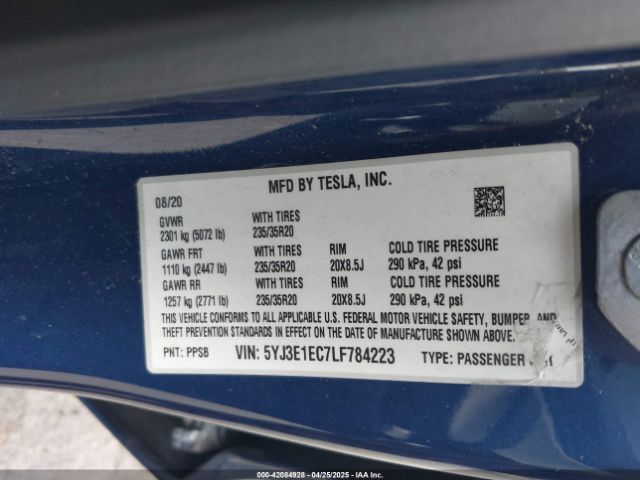 MFD BY TESLA, INC.
08/20
GVWR WITH TIRES
2301 kg (5072 lb) 235/35R20
GAWR FRT WITH TIRES RIM COLD TIRE PRESSURE
1110 kg (2447 lb) 235/35R20 20X8.5J 290 kPa, 42 psi
GAWR RR WITH TIRES RIM COLD TIRE PRESSURE
1257 kg (2771 lb) 235/35R20 20X8.5J 290 kPa, 42 psi
THIS VEHICLE CONFORMS TO ALL APPLICABLE U.S. FEDERAL MOTOR VEHICLE SAFETY, BUMPER, AND
THEFT PREVENTION STANDARDS IN EFFECT ON THE DATE OF MANUFACTURE SHOWN ABOVE.
PNT: PPSB VIN: 5YJ3E1EC7LF784223 TYPE: PASSENGER
000-42084928 - 04/25/2025 - IAAI.COM